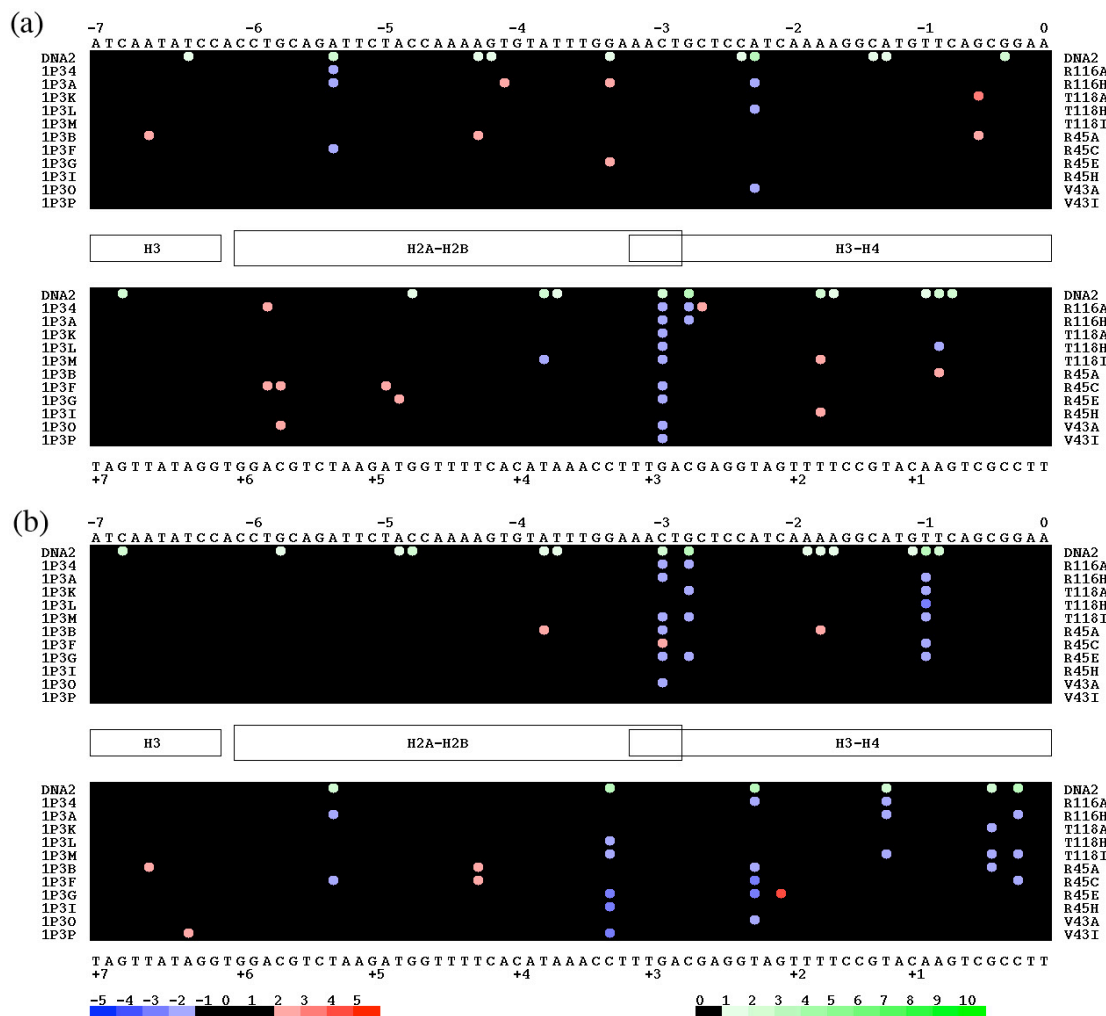 (a)
-7 -6 -5 -4 -3 -2 -1 0
A T C A A T A T C C A C C T G C A G A T T C T A C C A A A A G T G T A T T T G G A A A C T G C T C C A T C A A A A G G C A T G T T C A G C G G A A
DNA2 DNA2
1P34 R116A
1P3A R116H
1P3K T118A
1P3L T118H
1P3M T118I
1P3B R45A
1P3F R45C
1P3G R45E
1P3I R45H
1P3O V43A
1P3P V43I
H3 H2A-H2B H3-H4
DNA2 DNA2
1P34 R116A
1P3A R116H
1P3K T118A
1P3L T118H
1P3M T118I
1P3B R45A
1P3F R45C
1P3G R45E
1P3I R45H
1P3O V43A
1P3P V43I
T A G T T A T A G G T G G A C G T C T A A G A T G G T T T T C A C A T A A A C C T T T G A C G A G G T A G T T T T C C G T A C A A G T C G C C T T
+7 +6 +5 +4 +3 +2 +1
(b)
-7 -6 -5 -4 -3 -2 -1 0
A T C A A T A T C C A C C T G C A G A T T C T A C C A A A A G T G T A T T T G G A A A C T G C T C C A T C A A A A G G C A T G T T C A G C G G A A
DNA2 DNA2
1P34 R116A
1P3A R116H
1P3K T118A
1P3L T118H
1P3M T118I
1P3B R45A
1P3F R45C
1P3G R45E
1P3I R45H
1P3O V43A
1P3P V43I
H3 H2A-H2B H3-H4
DNA2 DNA2
1P34 R116A
1P3A R116H
1P3K T118A
1P3L T118H
1P3M T118I
1P3B R45A
1P3F R45C
1P3G R45E
1P3I R45H
1P3O V43A
1P3P V43I
T A G T T A T A G G T G G A C G T C T A A G A T G G T T T T C A C A T A A A C C T T T G A C G A G G T A G T T T T C C G T A C A A G T C G C C T T
+7 +6 +5 +4 +3 +2 +1
-5 -4 -3 -2 -1 0 1 2 3 4 5 0 1 2 3 4 5 6 7 8 9 10